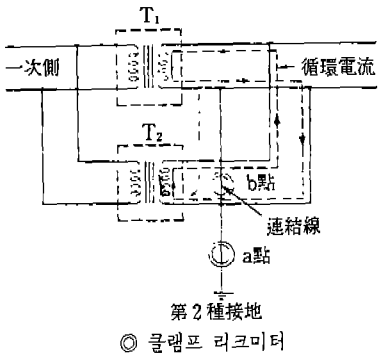 T₁
一次側
循環電流
T₂
b點
連結線
a點
第2種接地
◎ 클램프 리크미터